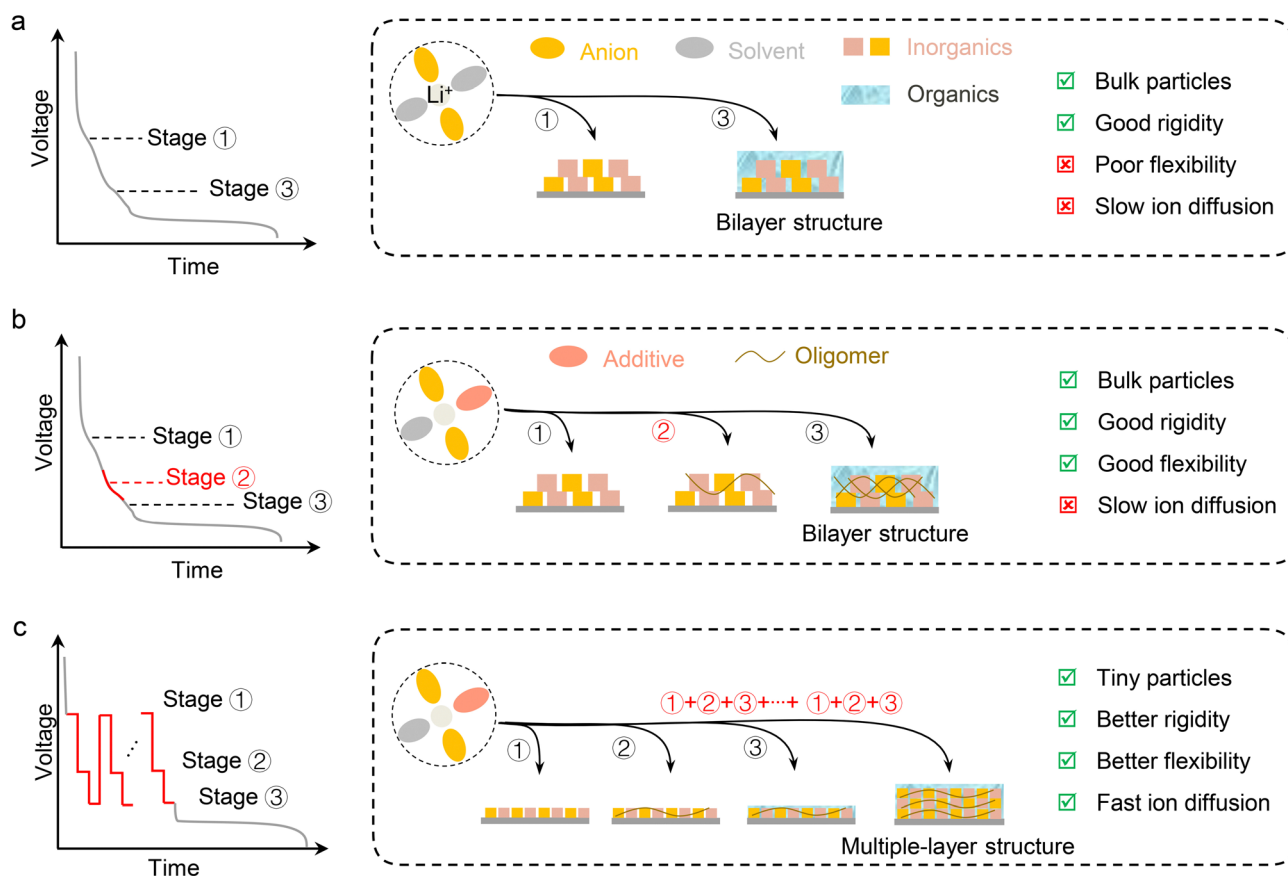 a
Voltage
Stage ①
Stage ③
Time
Li⁺
Anion
Solvent
Inorganics
Organics
①
③
Bilayer structure
Bulk particles
Good rigidity
Poor flexibility
Slow ion diffusion
b
Voltage
Stage ①
Stage ②
Stage ③
Time
Additive
Oligomer
①
②
③
Bilayer structure
Bulk particles
Good rigidity
Good flexibility
Slow ion diffusion
c
Voltage
Stage ①
Stage ②
Stage ③
Time
①+②+③+···+ ①+②+③
①
②
③
Multiple-layer structure
Tiny particles
Better rigidity
Better flexibility
Fast ion diffusion